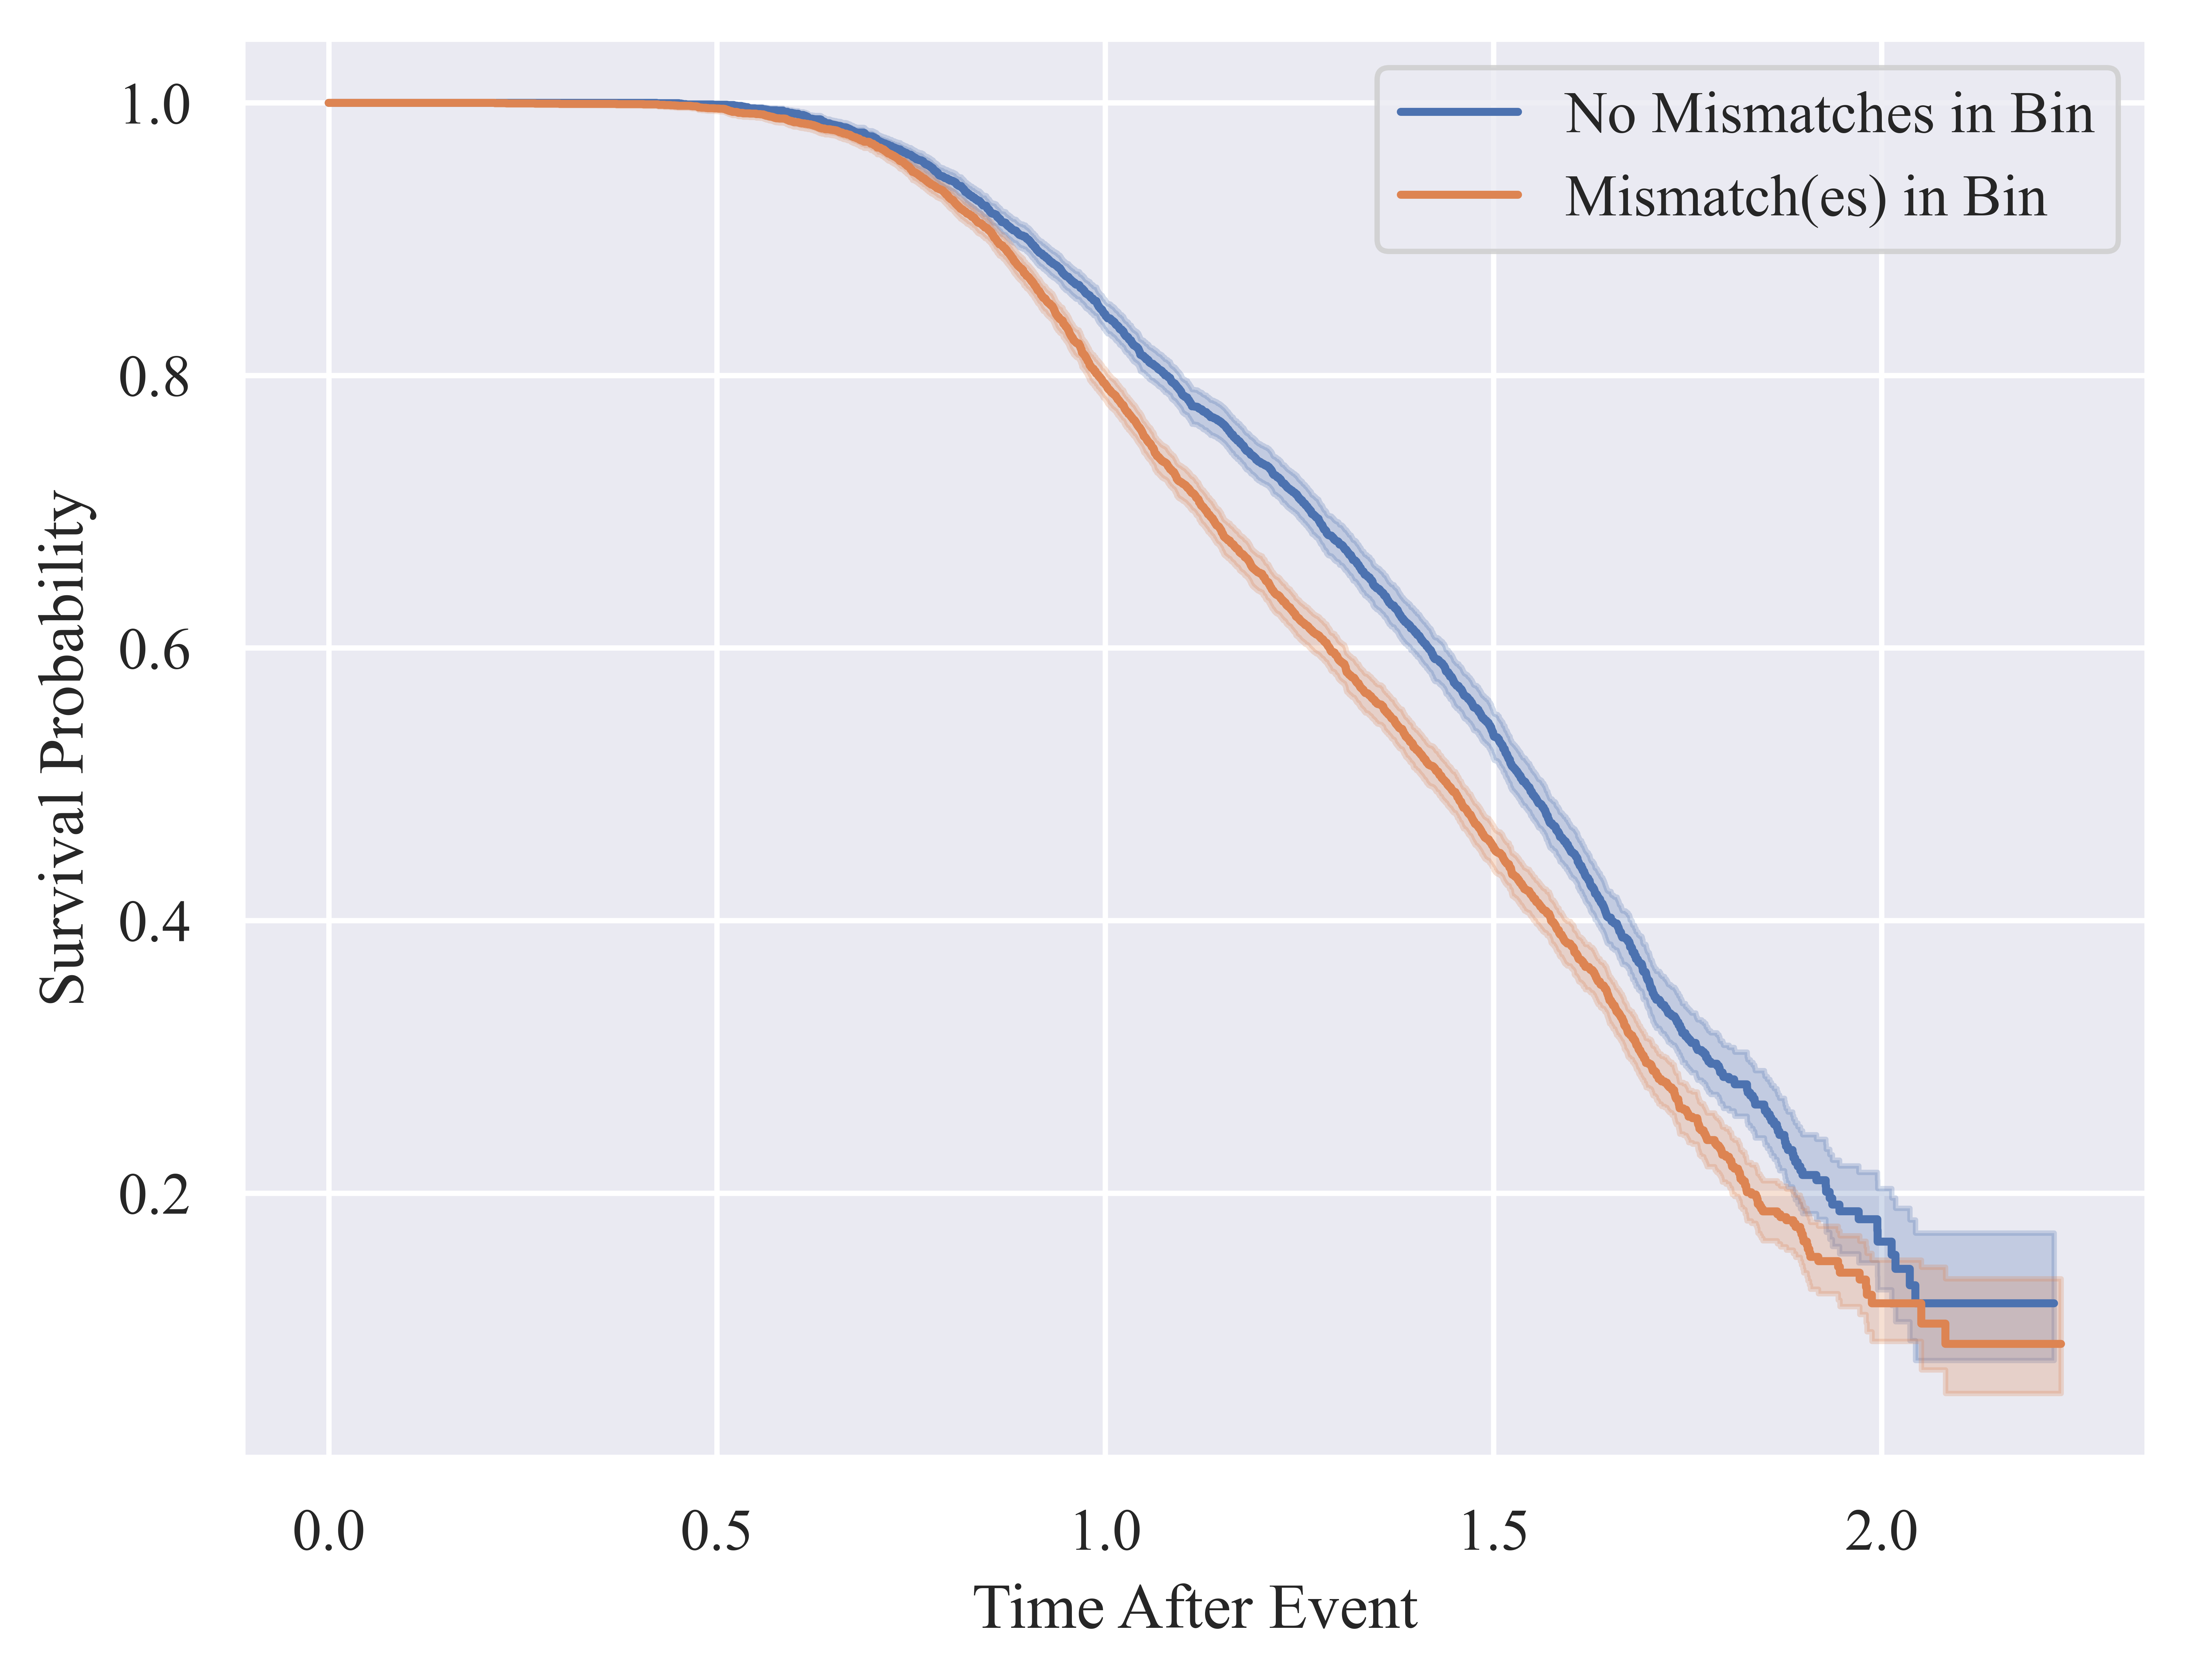 No Mismatches in Bin
Mismatch(es) in Bin
1.0
0.8
0.6
0.4
0.2
Survival Probability
0.0 0.5 1.0 1.5 2.0
Time After Event